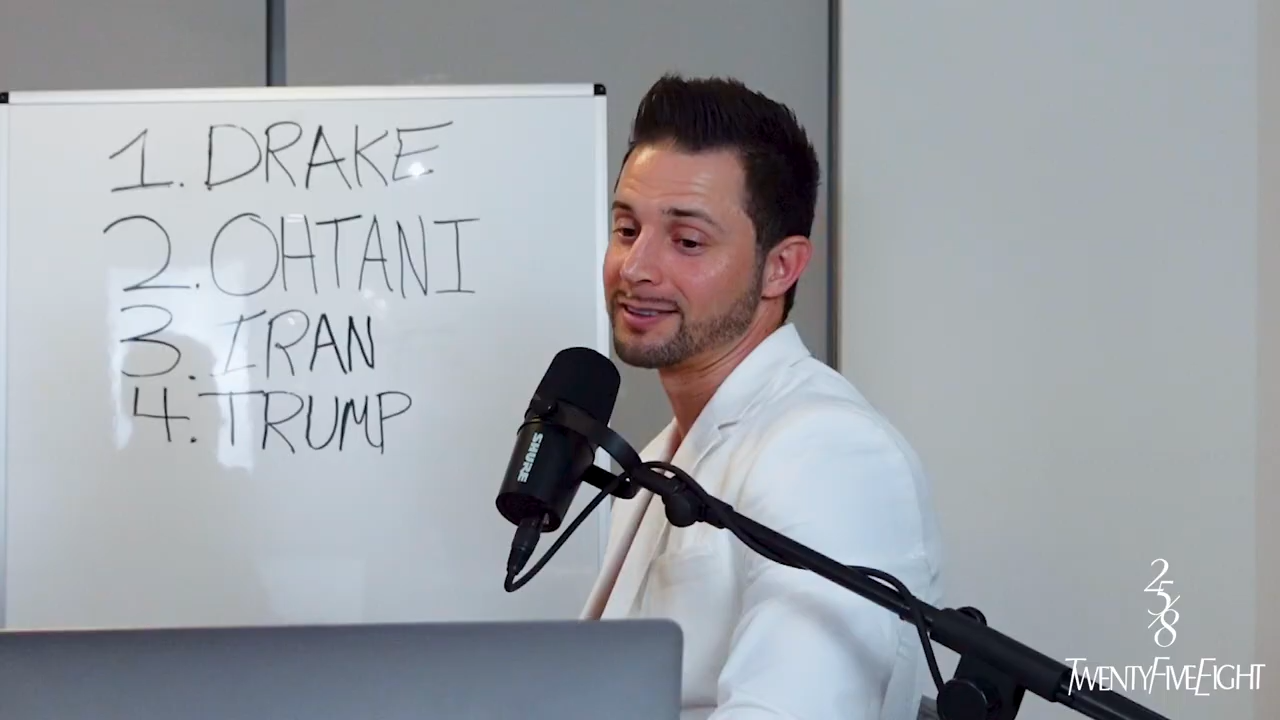 1. DRAKE
2. OHTANI
3. IRAN
4. TRUMP
SHURE
25/8
TWENTYFIVEEIGHT